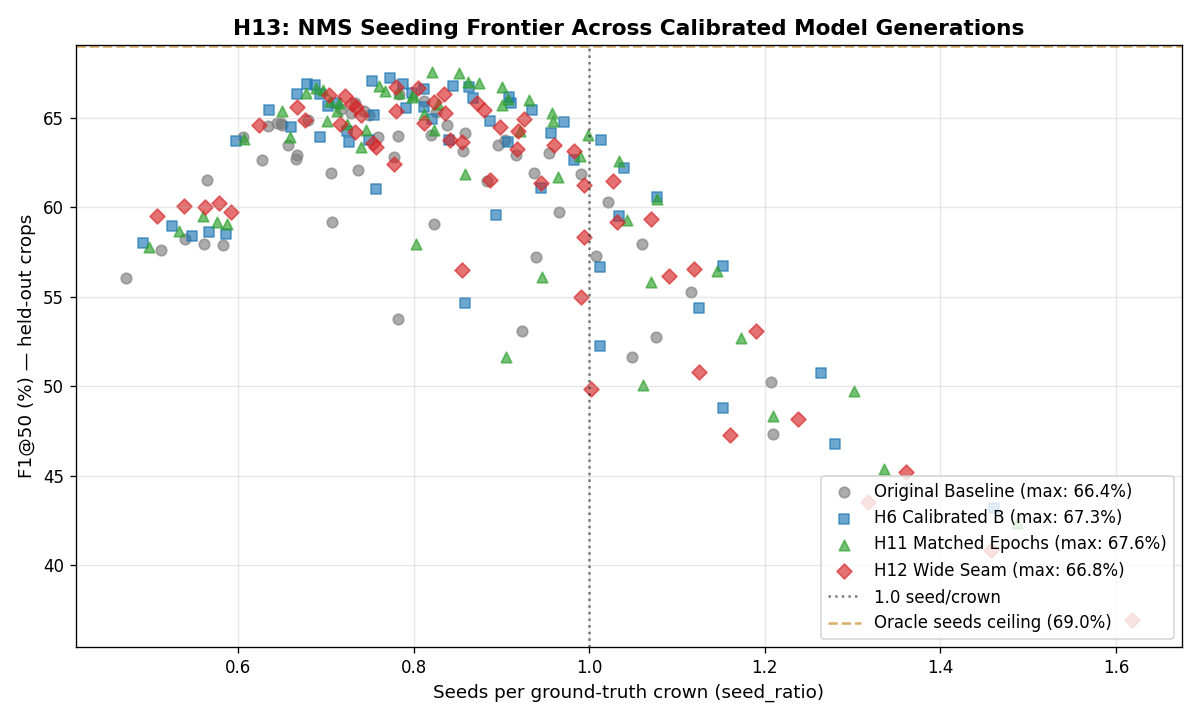 H13: NMS Seeding Frontier Across Calibrated Model Generations
F1@50 (%) — held-out crops
65
60
55
50
45
40
Original Baseline (max: 66.4%)
H6 Calibrated B (max: 67.3%)
H11 Matched Epochs (max: 67.6%)
H12 Wide Seam (max: 66.8%)
1.0 seed/crown
Oracle seeds ceiling (69.0%)
0.6 0.8 1.0 1.2 1.4 1.6
Seeds per ground-truth crown (seed_ratio)